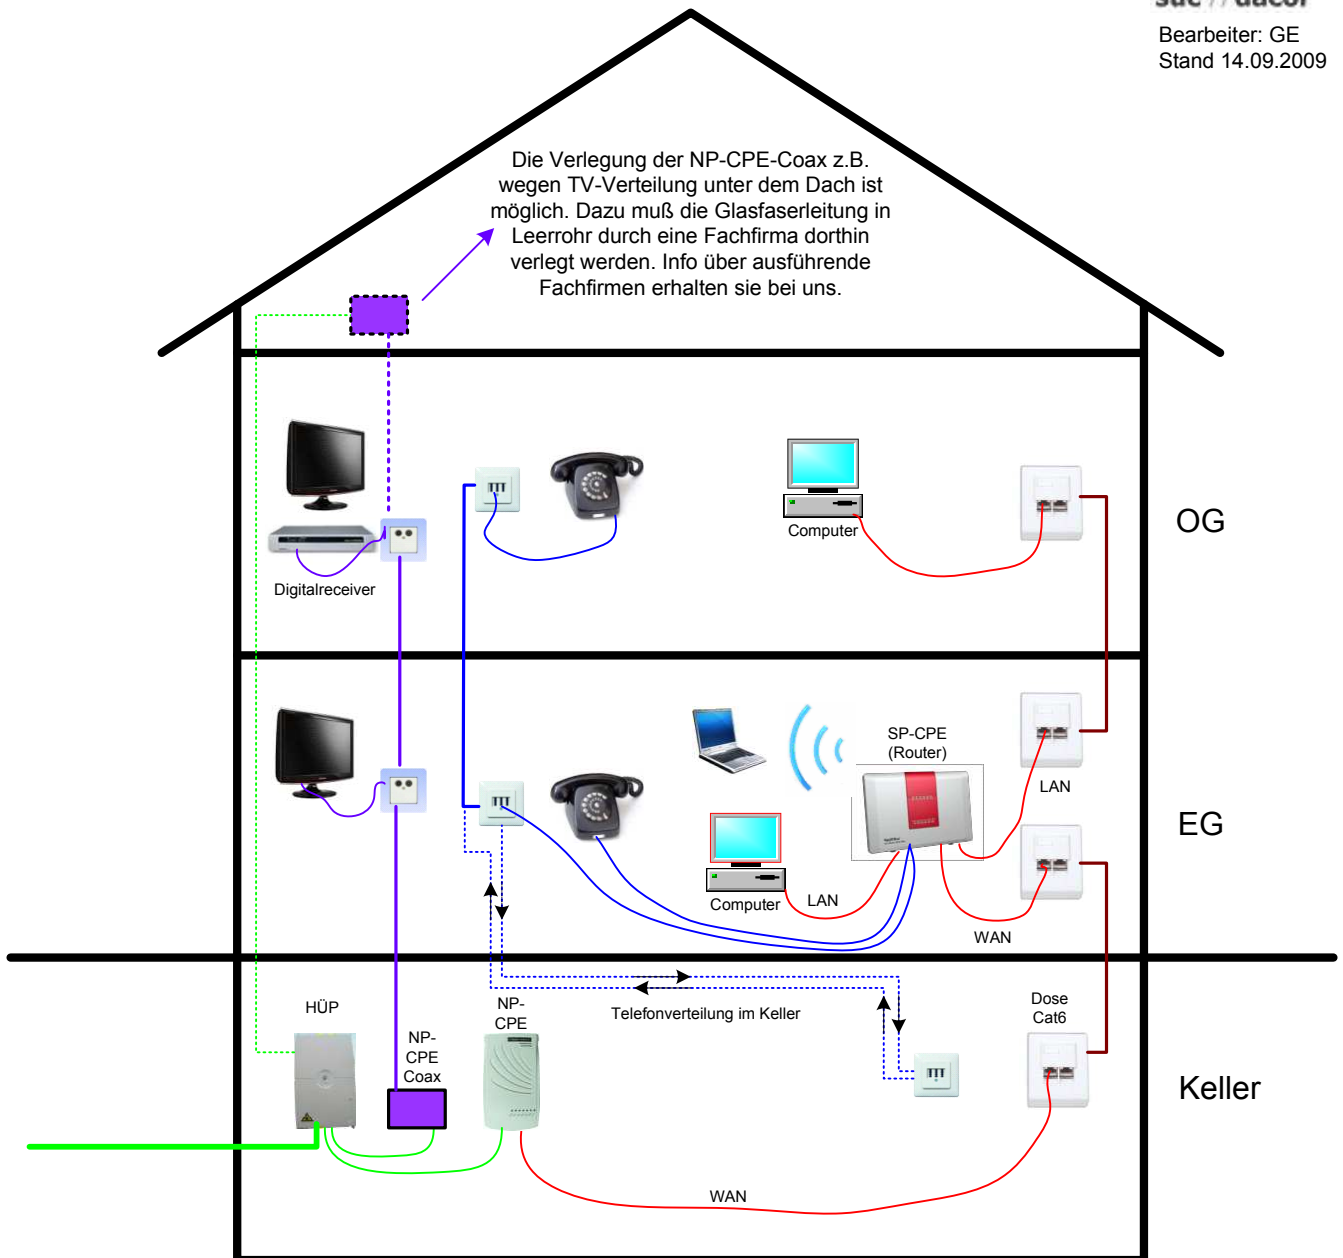 Bearbeiter: GE
Stand 14.09.2009
Die Verlegung der NP-CPE-Coax z.B.
wegen TV-Verteilung unter dem Dach ist
möglich. Dazu muß die Glasfaserleitung in
Leerrohr durch eine Fachfirma dorthin
verlegt werden. Info über ausführende
Fachfirmen erhalten sie bei uns.
Digitalreceiver
Computer
OG
SP-CPE
(Router)
LAN
Computer
LAN
WAN
EG
HÜP
NP-
CPE
Coax
NP-
CPE
Telefonverteilung im Keller
Dose
Cat6
Keller
WAN